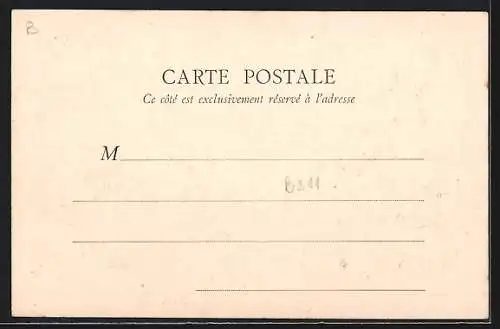 B
CARTE POSTALE
Ce côté est exclusivement réservé à l'adresse
M